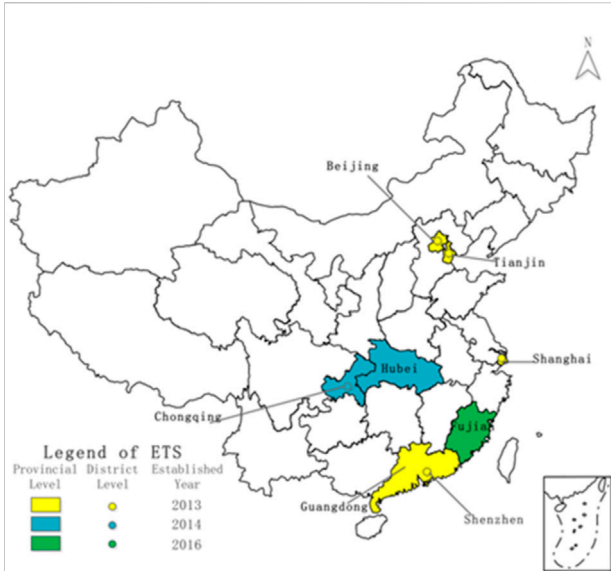 N
Beijing
Tianjin
Shanghai
Hubei
Chongqing
Fujia
Guangdong
Shenzhen
Legend of ETS
Provincial Level District Level Established Year
2013
2014
2016